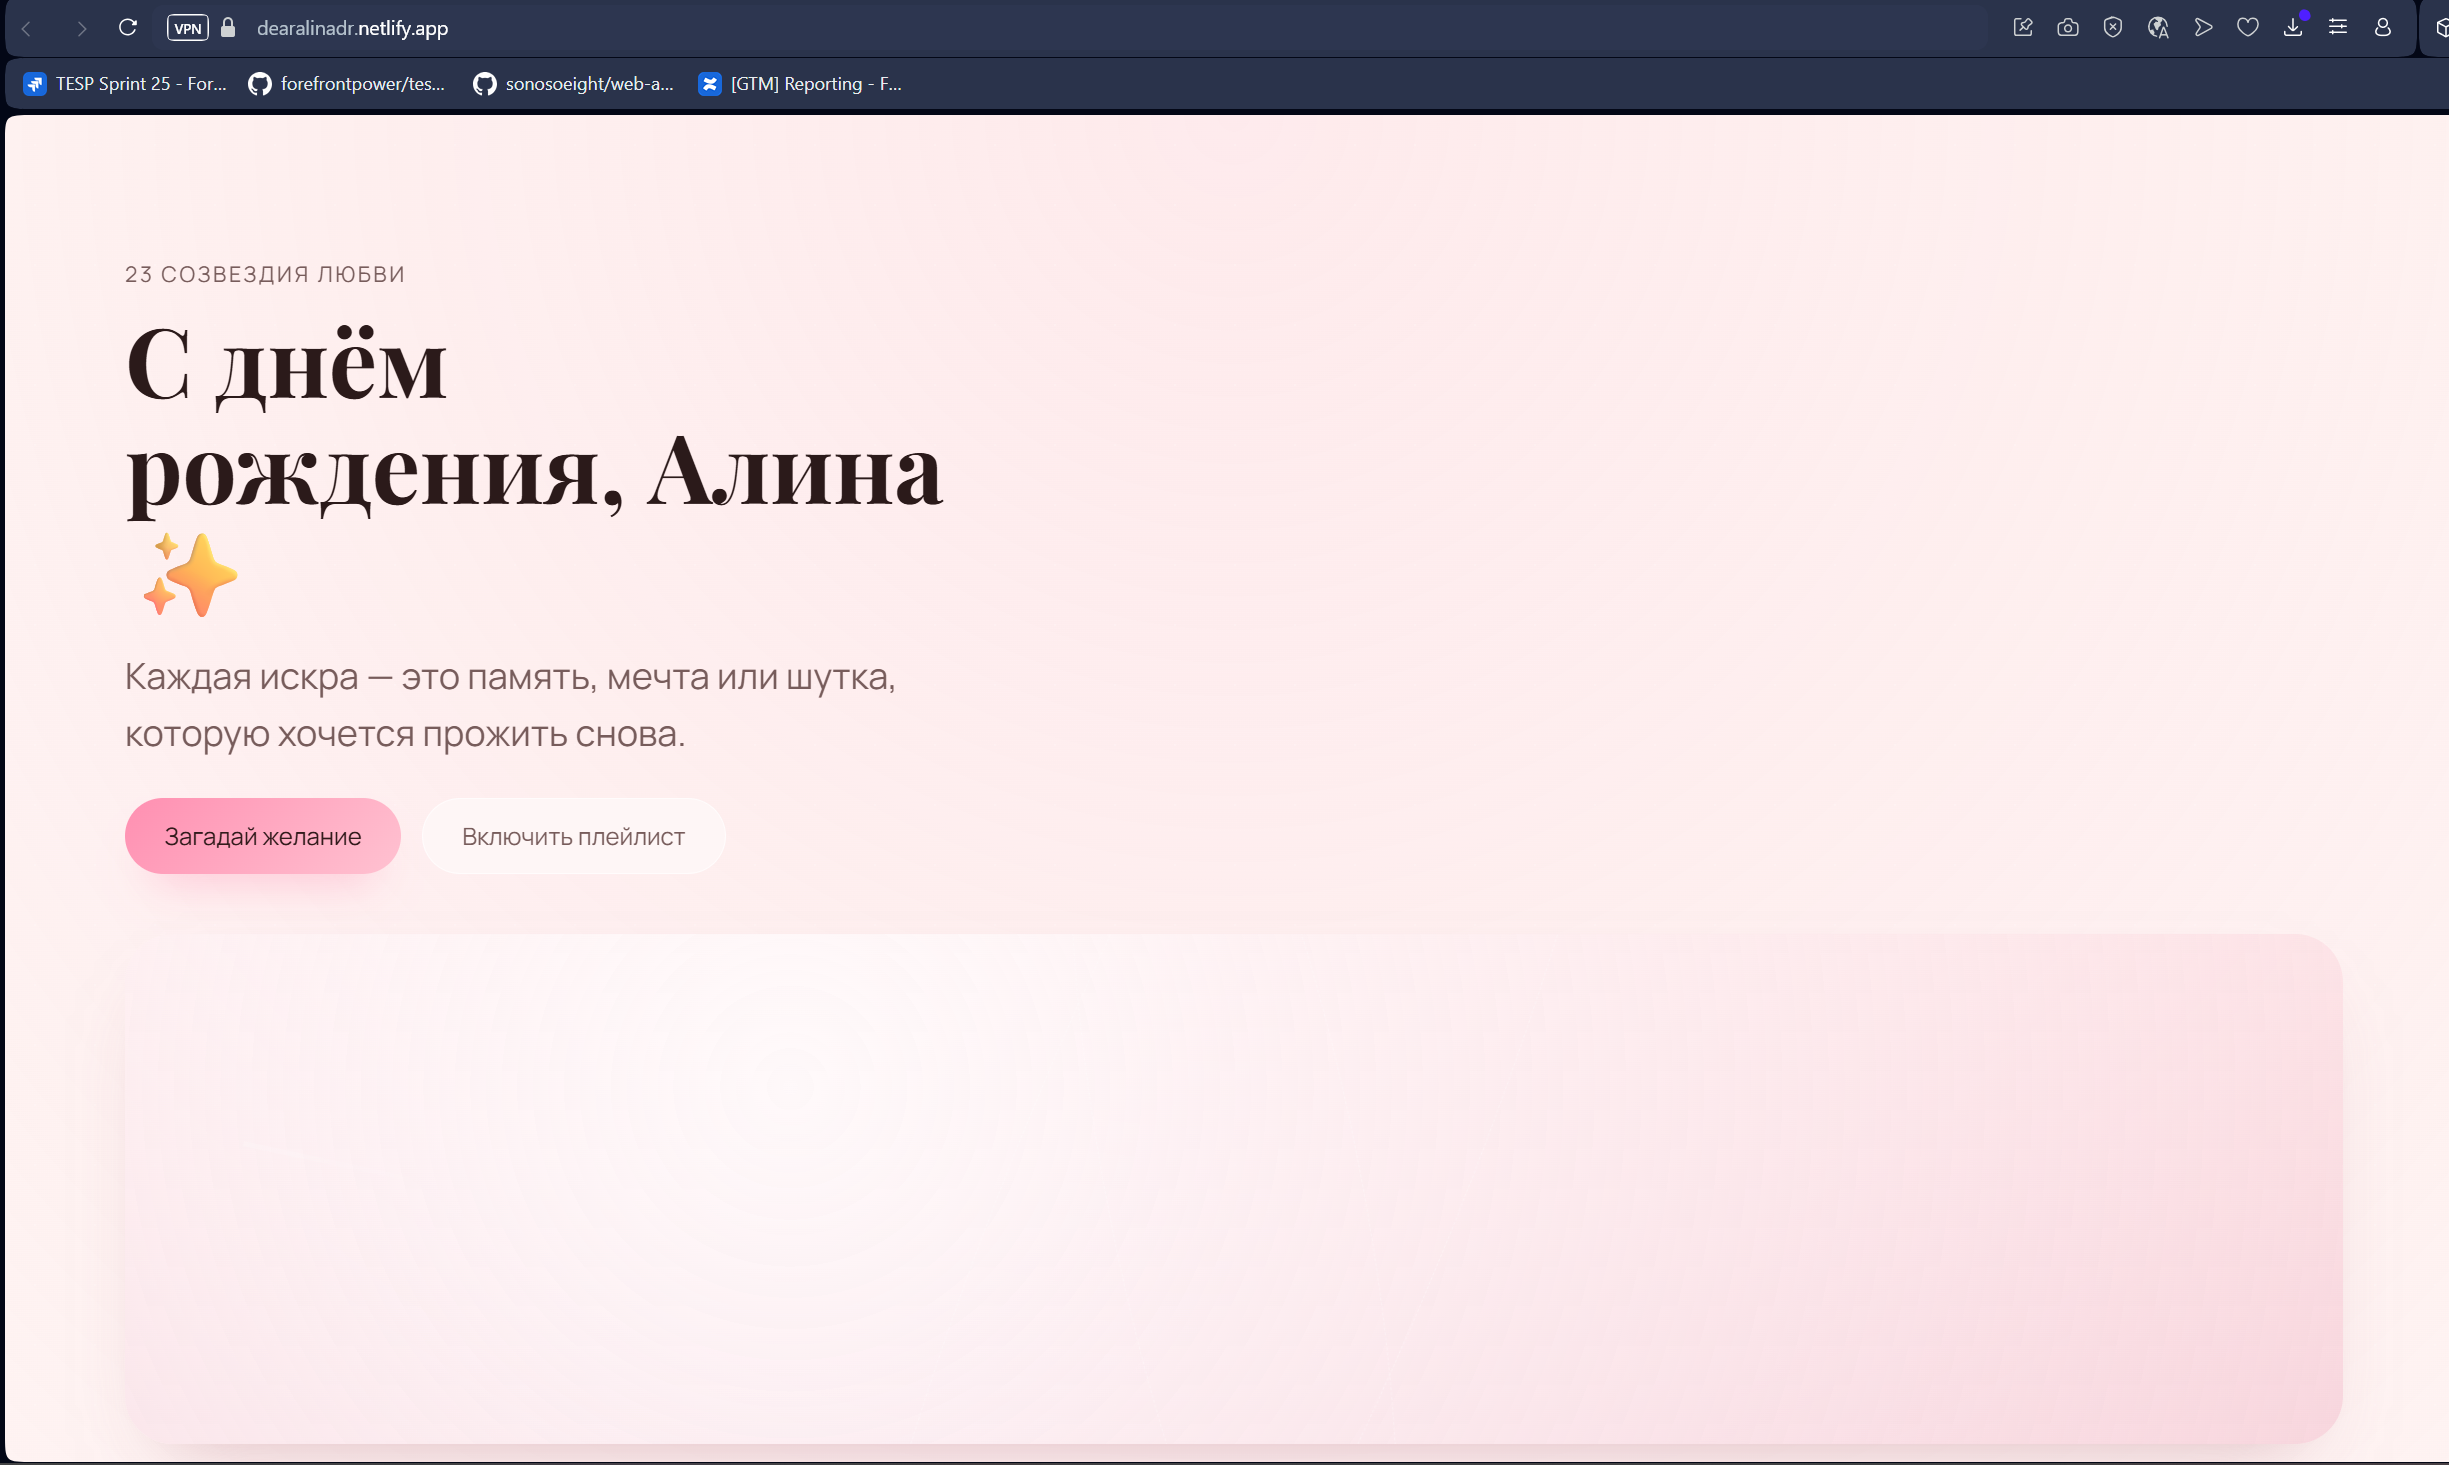 VPN
dearalinadr.netlify.app
TESP Sprint 25 - For...
forefrontpower/tes...
sonosoeight/web-a...
[GTM] Reporting - F...
23 СОЗВЕЗДИЯ ЛЮБВИ
С днём
рождения, Алина
✨
Каждая искра — это память, мечта или шутка,
которую хочется прожить снова.
Загадай желание
Включить плейлист